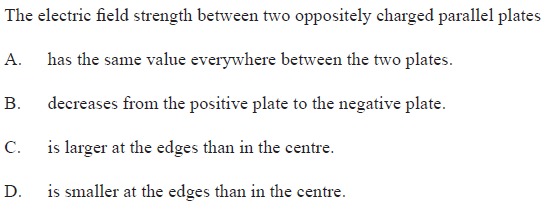 The electric field strength between two oppositely charged parallel plates
A. has the same value everywhere between the two plates.
B. decreases from the positive plate to the negative plate.
C. is larger at the edges than in the centre.
D. is smaller at the edges than in the centre.